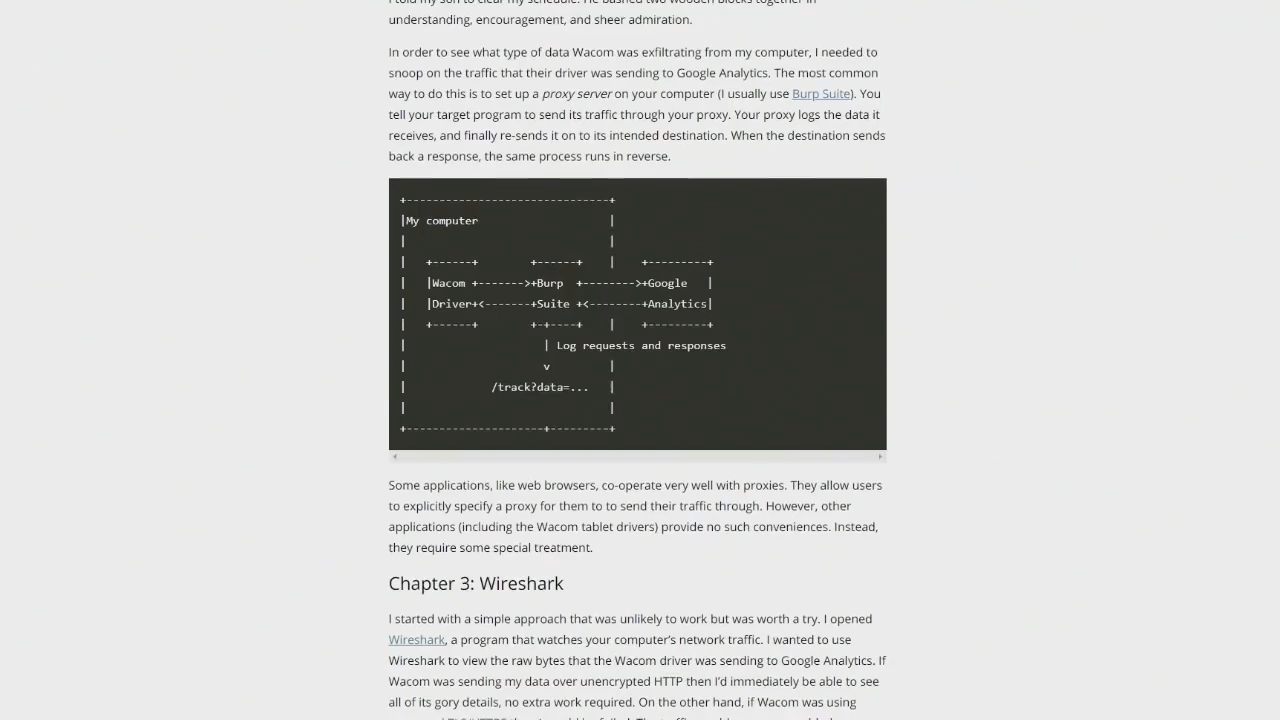 understanding, encouragement, and sheer admiration.
In order to see what type of data Wacom was exfiltrating from my computer, I needed to
snoop on the traffic that their driver was sending to Google Analytics. The most common
way to do this is to set up a proxy server on your computer (I usually use Burp Suite). You
tell your target program to send its traffic through your proxy. Your proxy logs the data it
receives, and finally re-sends it on to its intended destination. When the destination sends
back a response, the same process runs in reverse.
+-------------------------------+
|My computer                    |
|                               |
|   +------+        +------+    |    +---------+
|   |Wacom +------->+Burp  +-------->+Google   |
|   |Driver+<-------+Suite +<--------+Analytics|
|   +------+        +-+----+    |    +---------+
|                     | Log requests and responses
|                     v         |
|             /track?data=...   |
|                               |
+---------------------+---------+
Some applications, like web browsers, co-operate very well with proxies. They allow users
to explicitly specify a proxy for them to to send their traffic through. However, other
applications (including the Wacom tablet drivers) provide no such conveniences. Instead,
they require some special treatment.
Chapter 3: Wireshark
I started with a simple approach that was unlikely to work but was worth a try. I opened
Wireshark, a program that watches your computer's network traffic. I wanted to use
Wireshark to view the raw bytes that the Wacom driver was sending to Google Analytics. If
Wacom was sending my data over unencrypted HTTP then I'd immediately be able to see
all of its gory details, no extra work required. On the other hand, if Wacom was using